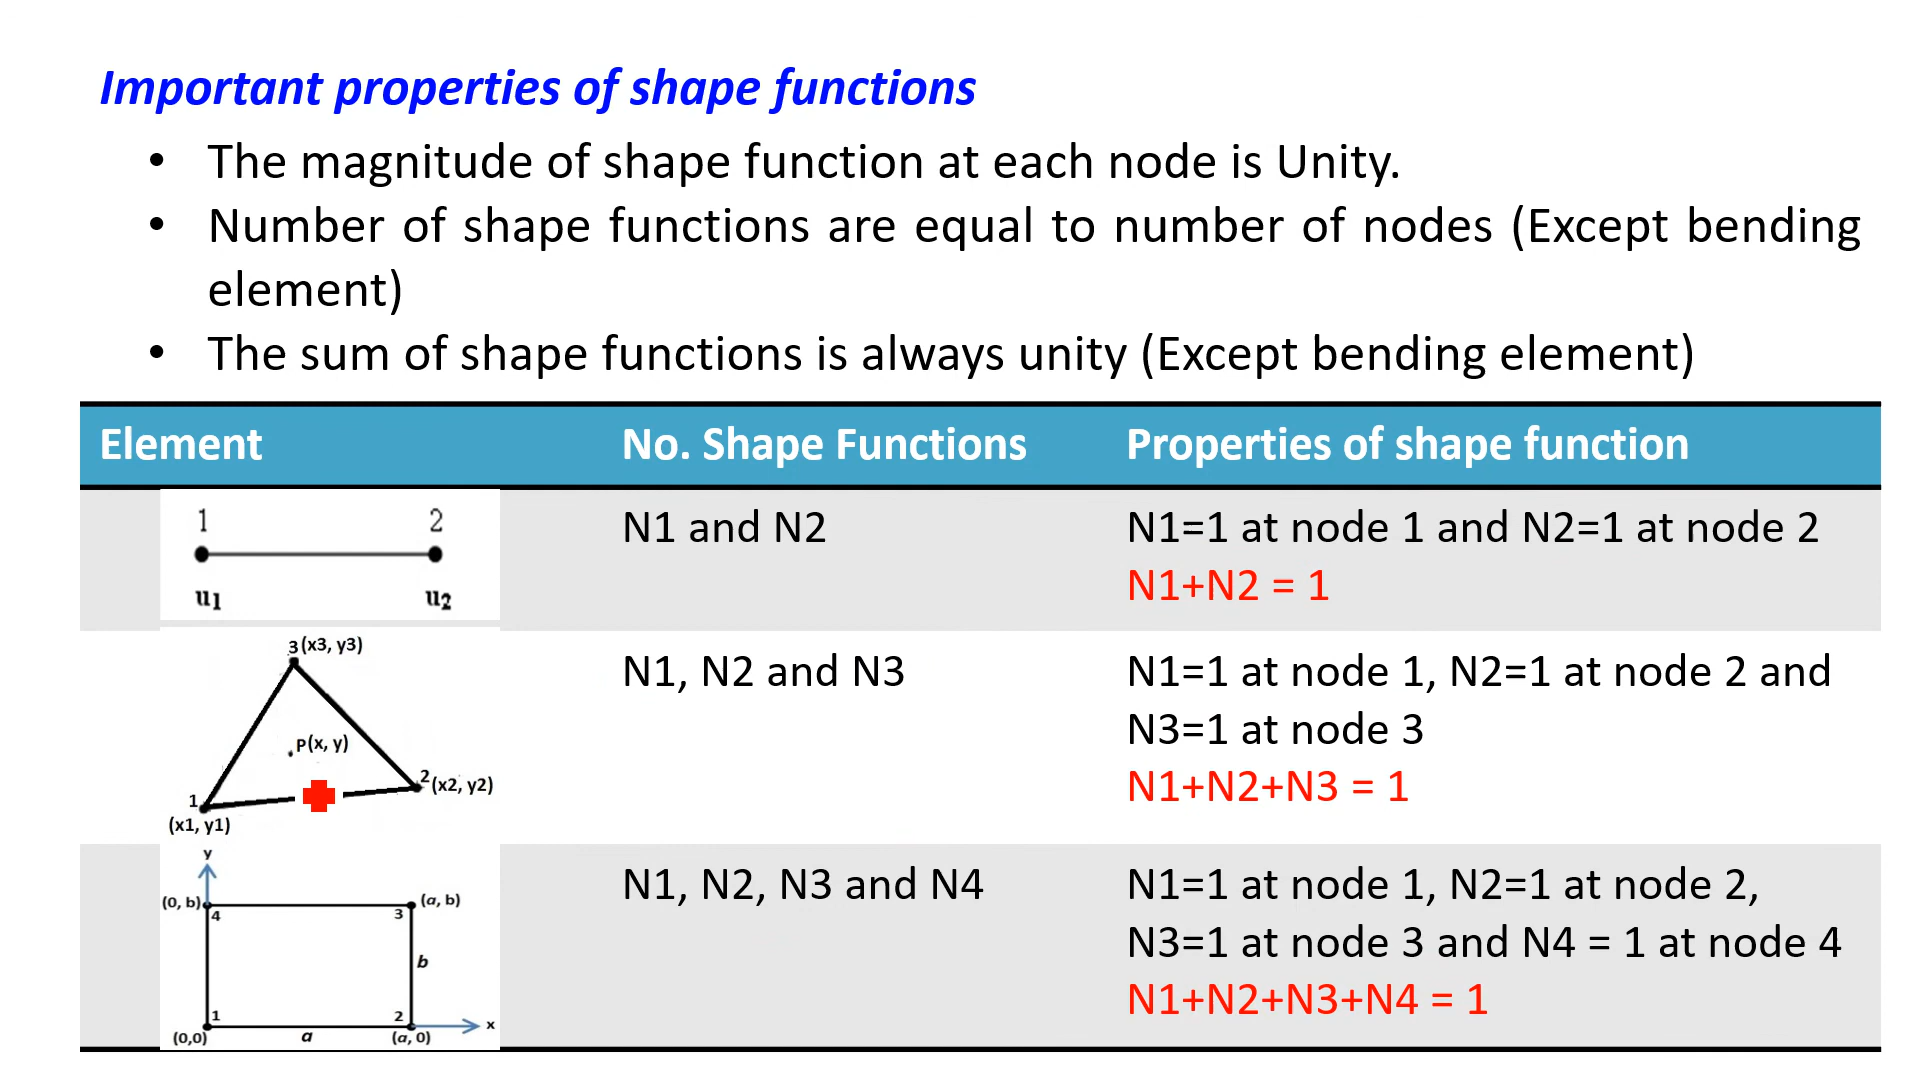 Important properties of shape functions
• The magnitude of shape function at each node is Unity.
• Number of shape functions are equal to number of nodes (Except bending
element)
• The sum of shape functions is always unity (Except bending element)
Element No. Shape Functions Properties of shape function
1 2
u1 u2
N1 and N2
N1=1 at node 1 and N2=1 at node 2
N1+N2 = 1
3 (x3, y3)
P(x, y)
2 (x2, y2)
1
(x1, y1)
N1, N2 and N3
N1=1 at node 1, N2=1 at node 2 and
N3=1 at node 3
N1+N2+N3 = 1
y
(0, b) (a, b)
4 3
b
1 2 x
(0,0) a (a, 0)
N1, N2, N3 and N4
N1=1 at node 1, N2=1 at node 2,
N3=1 at node 3 and N4 = 1 at node 4
N1+N2+N3+N4 = 1